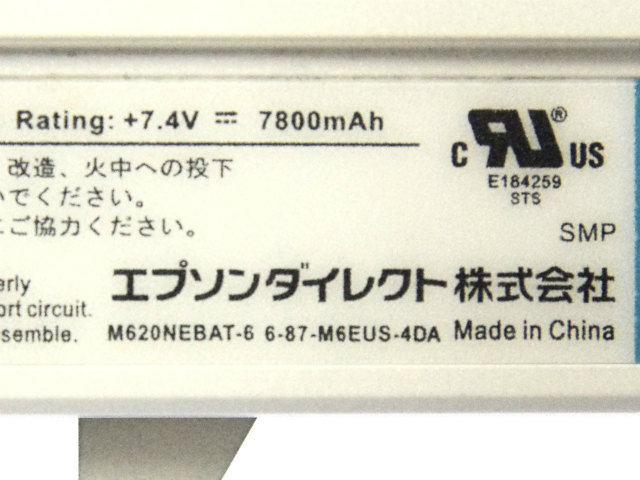 Rating: +7.4V ⎓ 7800mAh
改造、火中への投下
でください。
ご協力ください。
erly
ort circuit.
semble.
c RU ® US
E184259
STS
SMP
エプソンダイレクト株式会社
M620NEBAT-6 6-87-M6EUS-4DA Made in China